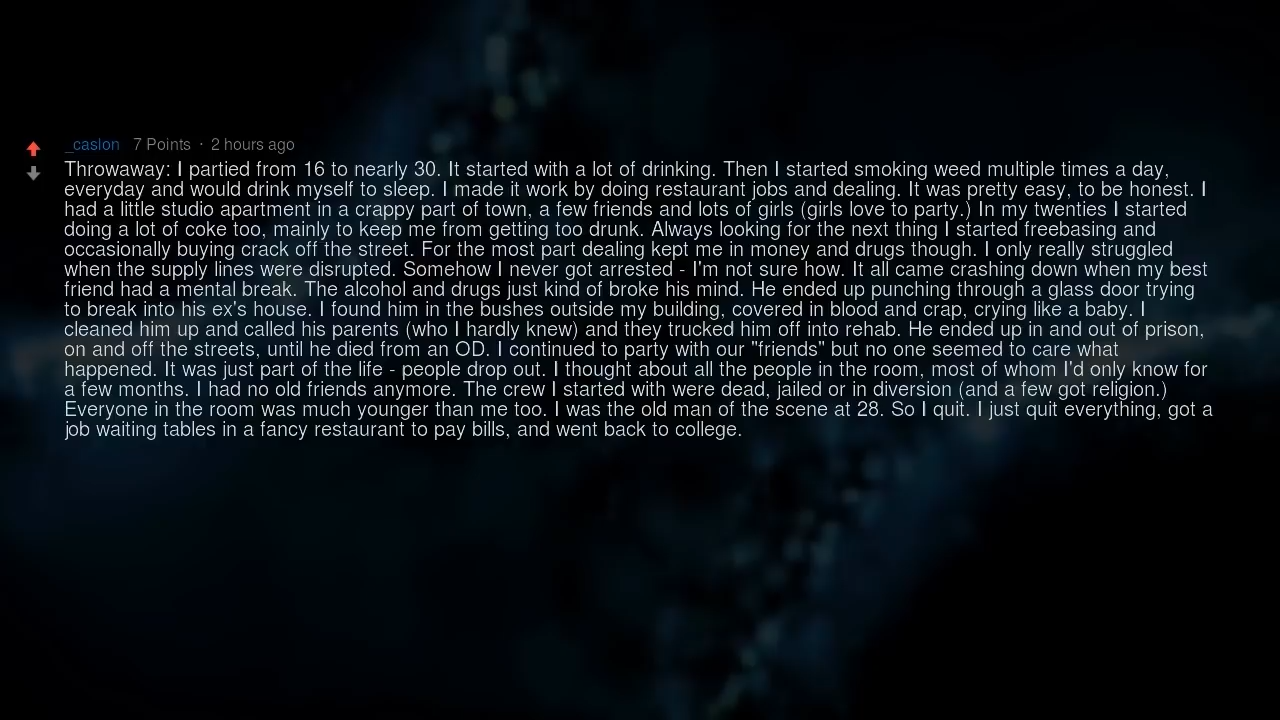 _caslon 7 Points · 2 hours ago
Throwaway: I partied from 16 to nearly 30. It started with a lot of drinking. Then I started smoking weed multiple times a day,
everyday and would drink myself to sleep. I made it work by doing restaurant jobs and dealing. It was pretty easy, to be honest. I
had a little studio apartment in a crappy part of town, a few friends and lots of girls (girls love to party.) In my twenties I started
doing a lot of coke too, mainly to keep me from getting too drunk. Always looking for the next thing I started freebasing and
occasionally buying crack off the street. For the most part dealing kept me in money and drugs though. I only really struggled
when the supply lines were disrupted. Somehow I never got arrested - I'm not sure how. It all came crashing down when my best
friend had a mental break. The alcohol and drugs just kind of broke his mind. He ended up punching through a glass door trying
to break into his ex's house. I found him in the bushes outside my building, covered in blood and crap, crying like a baby. I
cleaned him up and called his parents (who I hardly knew) and they trucked him off into rehab. He ended up in and out of prison,
on and off the streets, until he died from an OD. I continued to party with our "friends" but no one seemed to care what
happened. It was just part of the life - people drop out. I thought about all the people in the room, most of whom I'd only know for
a few months. I had no old friends anymore. The crew I started with were dead, jailed or in diversion (and a few got religion.)
Everyone in the room was much younger than me too. I was the old man of the scene at 28. So I quit. I just quit everything, got a
job waiting tables in a fancy restaurant to pay bills, and went back to college.